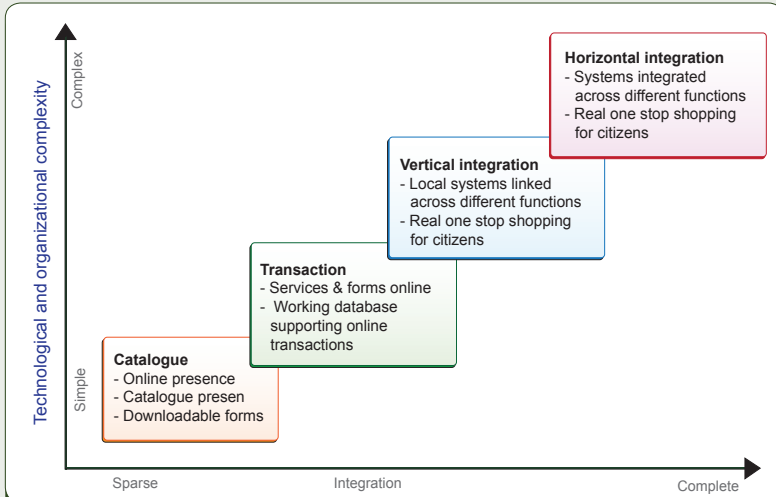 Technological and organizational complexity
Complex
Simple
Horizontal integration
- Systems integrated
across different functions
- Real one stop shopping
for citizens
Vertical integration
- Local systems linked
across different functions
- Real one stop shopping
for citizens
Transaction
- Services & forms online
- Working database
supporting online
transactions
Catalogue
- Online presence
- Catalogue presen
- Downloadable forms
Sparse
Integration
Complete